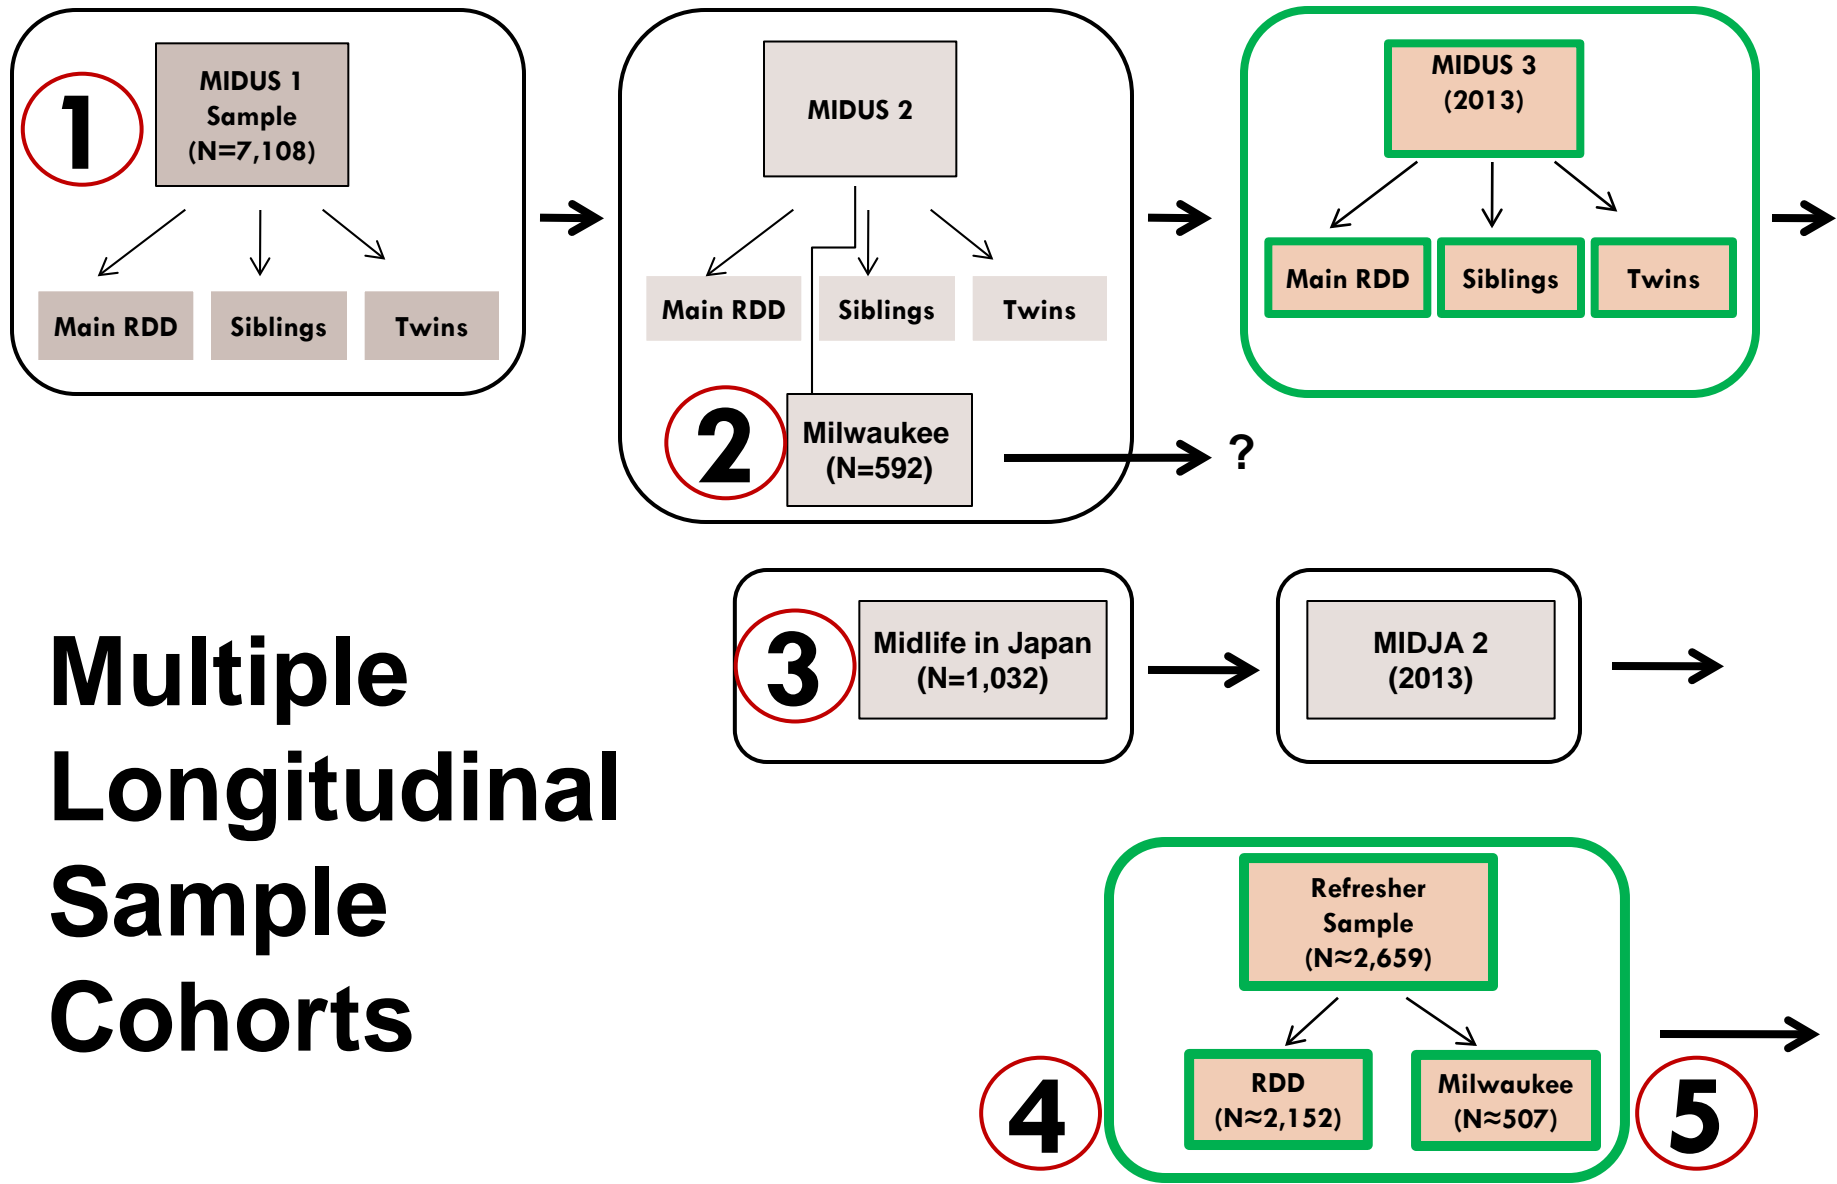 1
MIDUS 1
Sample
(N=7,108)
Main RDD
Siblings
Twins
MIDUS 2
Main RDD
Siblings
Twins
2
Milwaukee
(N=592)
?
MIDUS 3
(2013)
Main RDD
Siblings
Twins
3
Midlife in Japan
(N=1,032)
MIDJA 2
(2013)
Multiple
Longitudinal
Sample
Cohorts
Refresher
Sample
(N≈2,659)
4
RDD
(N≈2,152)
Milwaukee
(N≈507)
5